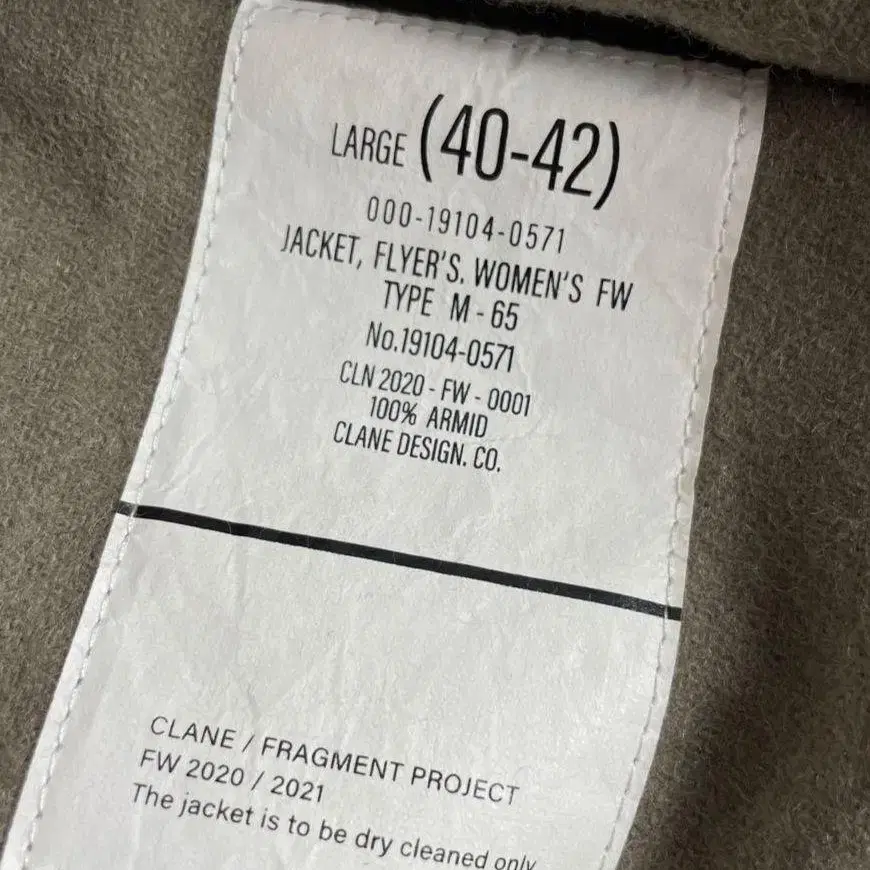 LARGE (40-42)
000-19104-0571
JACKET, FLYER'S. WOMEN'S FW
TYPE M-65
No.19104-0571
CLN 2020-FW-0001
100% ARMID
CLANE DESIGN. CO.
CLANE / FRAGMENT PROJECT
FW 2020 / 2021
The jacket is to be dry cleaned only